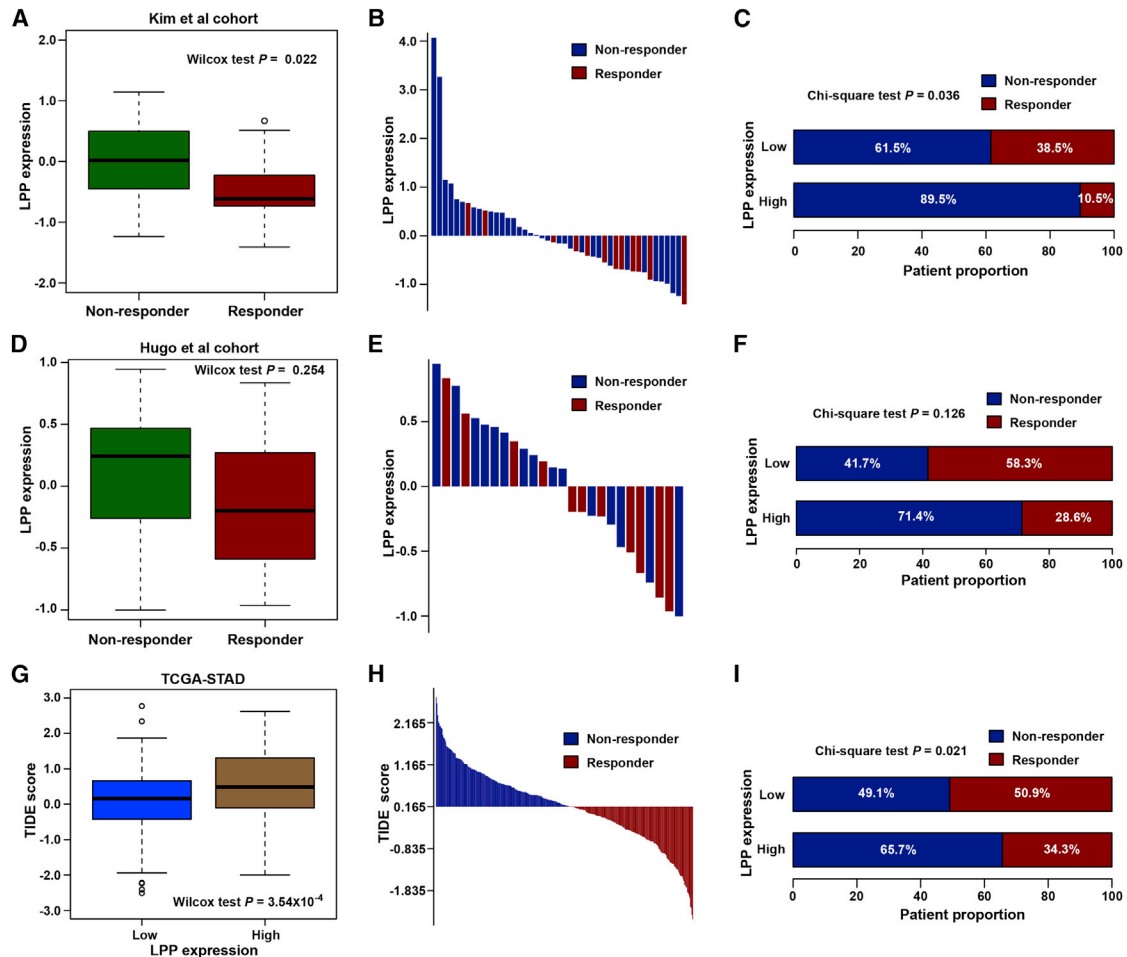 A
Kim et al cohort
Wilcox test P = 0.022
LPP expression
2.0
1.0
0.0
-1.0
-2.0
Non-responder
Responder
B
Non-responder
Responder
LPP expression
4.0
3.0
2.0
1.0
0.0
-1.0
C
Non-responder
Responder
Chi-square test P = 0.036
LPP expression
Low
61.5%
38.5%
High
89.5%
10.5%
0 20 40 60 80 100
Patient proportion
D
Hugo et al cohort
Wilcox test P = 0.254
LPP expression
1.0
0.5
0.0
-0.5
-1.0
Non-responder
Responder
E
Non-responder
Responder
LPP expression
0.5
0.0
-0.5
-1.0
F
Non-responder
Responder
Chi-square test P = 0.126
LPP expression
Low
41.7%
58.3%
High
71.4%
28.6%
0 20 40 60 80 100
Patient proportion
G
TCGA-STAD
TIDE score
3.0
2.0
1.0
0.0
-1.0
-2.0
-3.0
Wilcox test P = 3.54x10-4
Low
High
LPP expression
H
Non-responder
Responder
TIDE score
2.165
1.165
0.165
-0.835
-1.835
I
Non-responder
Responder
Chi-square test P = 0.021
LPP expression
Low
49.1%
50.9%
High
65.7%
34.3%
0 20 40 60 80 100
Patient proportion